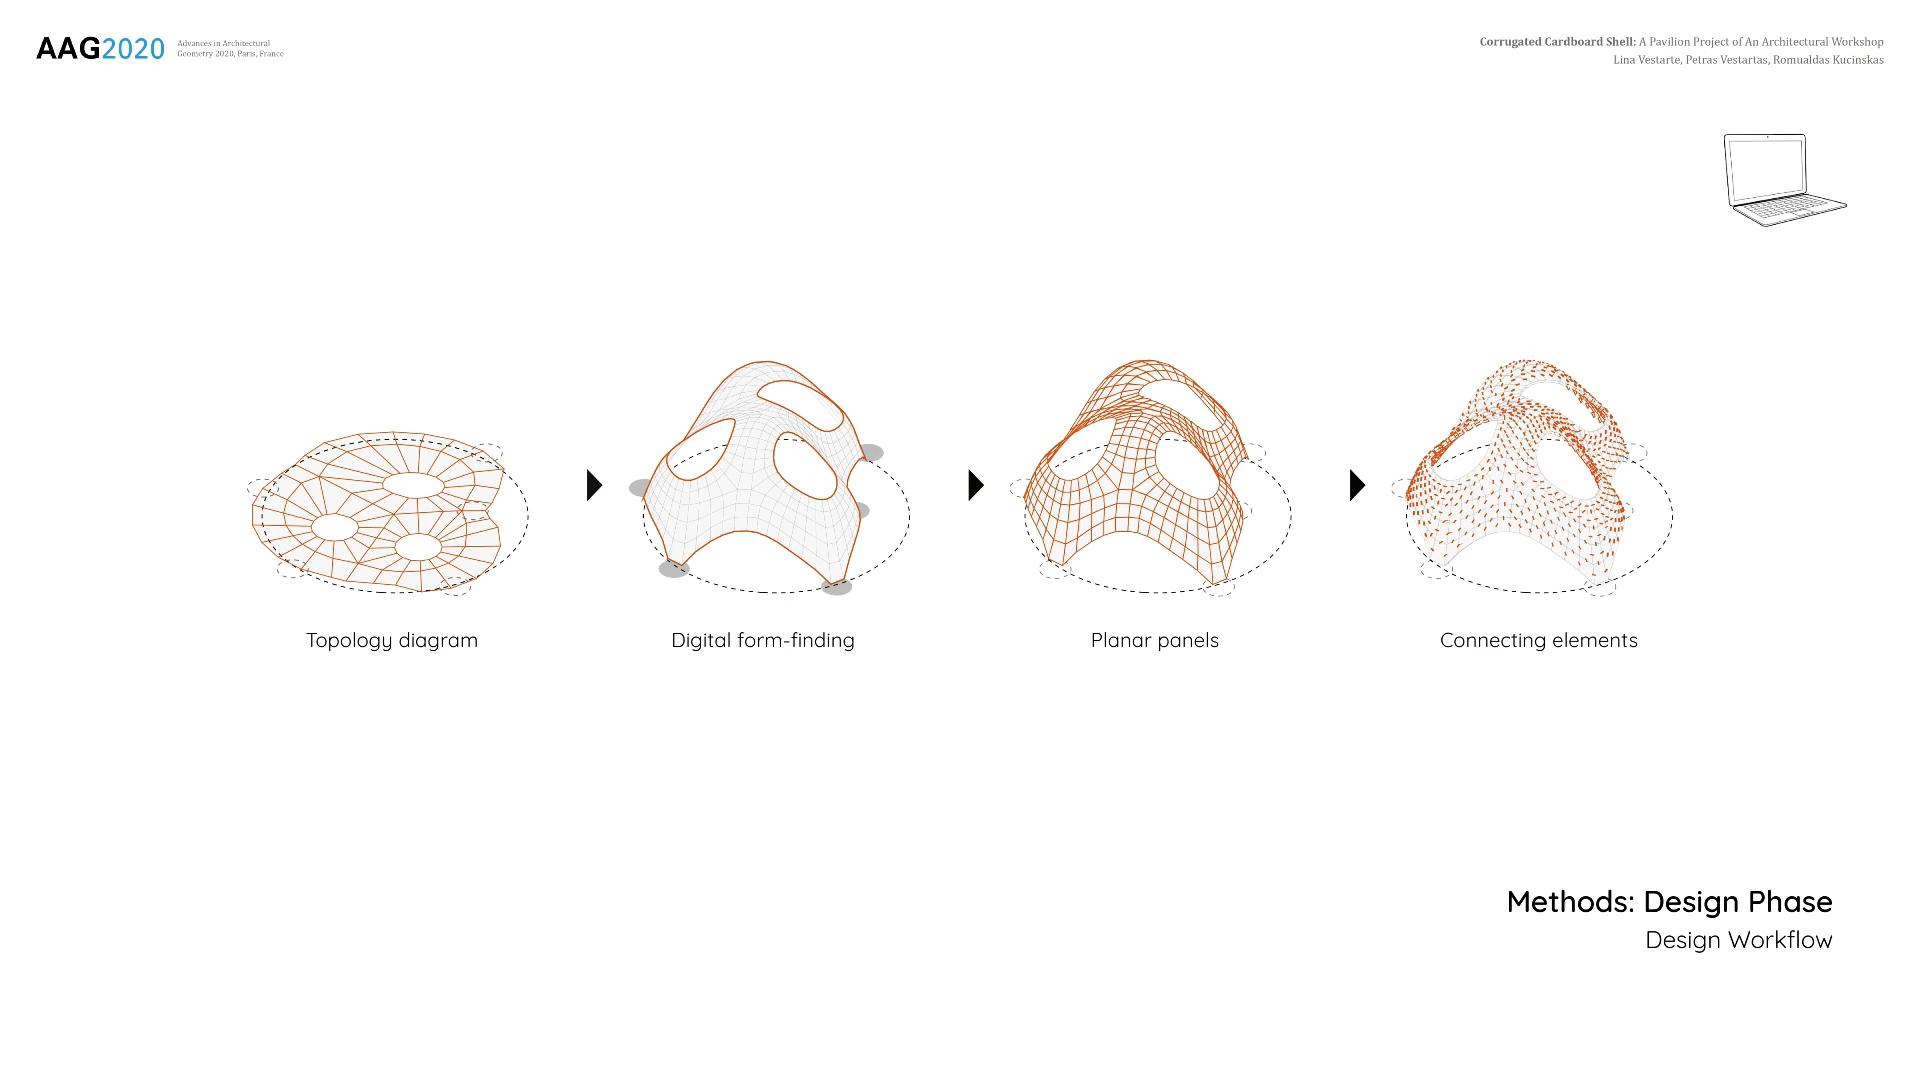 AAG2020
Advances in Architectural
Geometry 2020, Paris, France
Corrugated Cardboard Shell: A Pavilion Project of An Architectural Workshop
Lina Vestarte, Petras Vestartas, Romualdas Kucinskas
Topology diagram
Digital form-finding
Planar panels
Connecting elements
Methods: Design Phase
Design Workflow